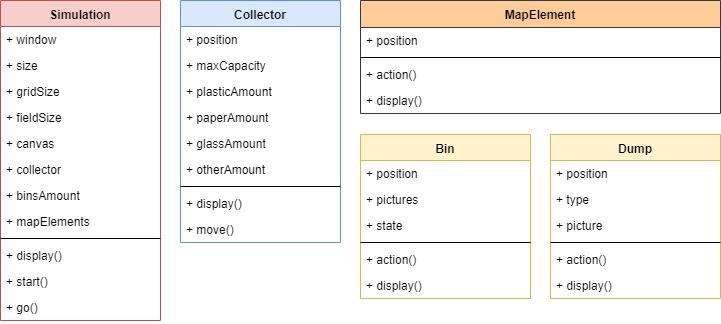 Simulation
+ window
+ size
+ gridSize
+ fieldSize
+ canvas
+ collector
+ binsAmount
+ mapElements
+ display()
+ start()
+ go()
Collector
+ position
+ maxCapacity
+ plasticAmount
+ paperAmount
+ glassAmount
+ otherAmount
+ display()
+ move()
MapElement
+ position
+ action()
+ display()
Bin
+ position
+ pictures
+ state
+ action()
+ display()
Dump
+ position
+ type
+ picture
+ action()
+ display()